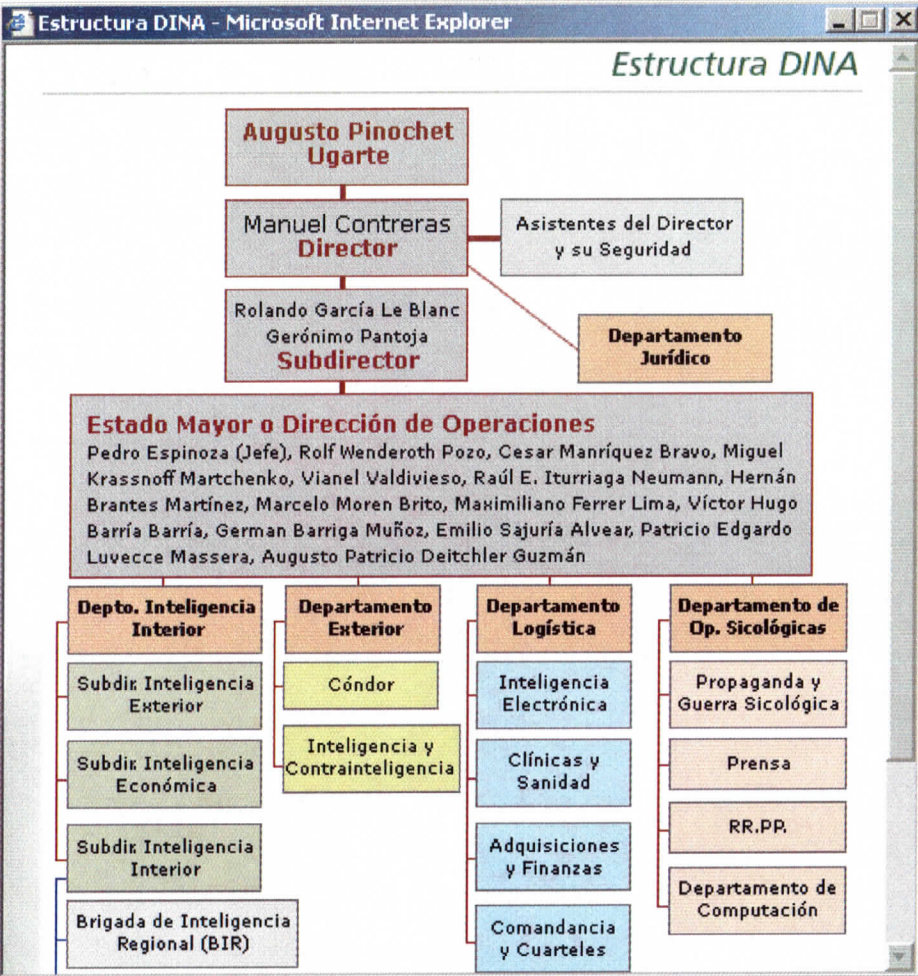 Estructura DINA - Microsoft Internet Explorer
Estructura DINA
Augusto Pinochet
Ugarte
Manuel Contreras
Director
Asistentes del Director
y su Seguridad
Rolando García Le Blanc
Gerónimo Pantoja
Subdirector
Departamento
Jurídico
Estado Mayor o Dirección de Operaciones
Pedro Espinoza (Jefe), Rolf Wenderoth Pozo, Cesar Manríquez Bravo, Miguel
Krassnoff Martchenko, Vianel Valdivieso, Raúl E. Iturriaga Neumann, Hernán
Brantes Martínez, Marcelo Moren Brito, Maximiliano Ferrer Lima, Víctor Hugo
Barría Barría, German Barriga Muñoz, Emilio Sajuría Alvear, Patricio Edgardo
Luvecce Massera, Augusto Patricio Deitchler Guzmán
Depto. Inteligencia
Interior
Subdir. Inteligencia
Exterior
Subdir. Inteligencia
Económica
Subdir. Inteligencia
Interior
Brigada de Inteligencia
Regional (BIR)
Departamento
Exterior
Cóndor
Inteligencia y
Contrainteligencia
Departamento
Logística
Inteligencia
Electrónica
Clínicas y
Sanidad
Adquisiciones
y Finanzas
Comandancia
y Cuarteles
Departamento de
Op. Sicológicas
Propaganda y
Guerra Sicológica
Prensa
RR.PP.
Departamento de
Computación